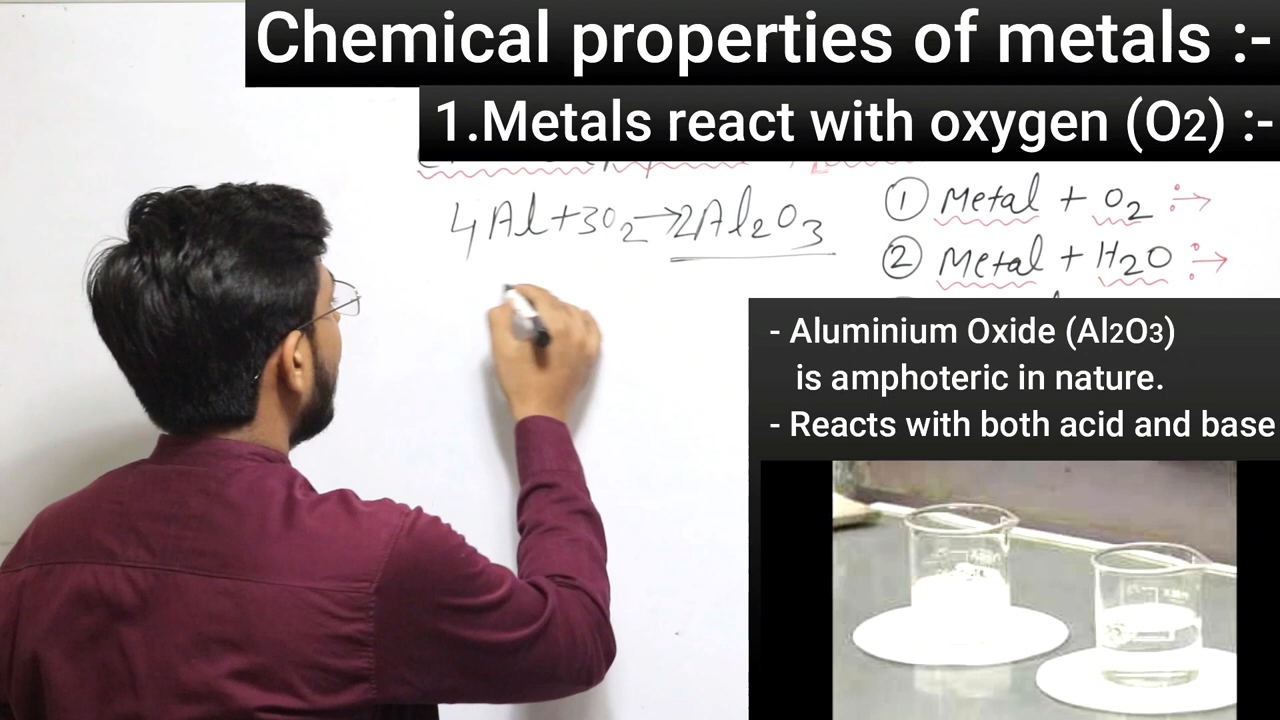 Chemical properties of metals :-
1.Metals react with oxygen (O2) :-
4Al+3O2→2Al2O3
① Metal + O2 :→
② Metal + H2O :→
- Aluminium Oxide (Al2O3)
is amphoteric in nature.
- Reacts with both acid and base